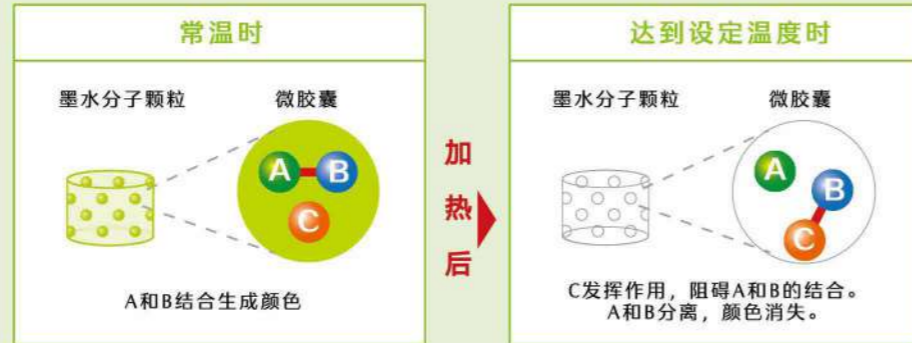 常温时
墨水分子颗粒
微胶囊
A
B
C
A和B结合生成颜色
加
热
后
达到设定温度时
墨水分子颗粒
微胶囊
A
B
C
C发挥作用，阻碍A和B的结合。
A和B分离，颜色消失。